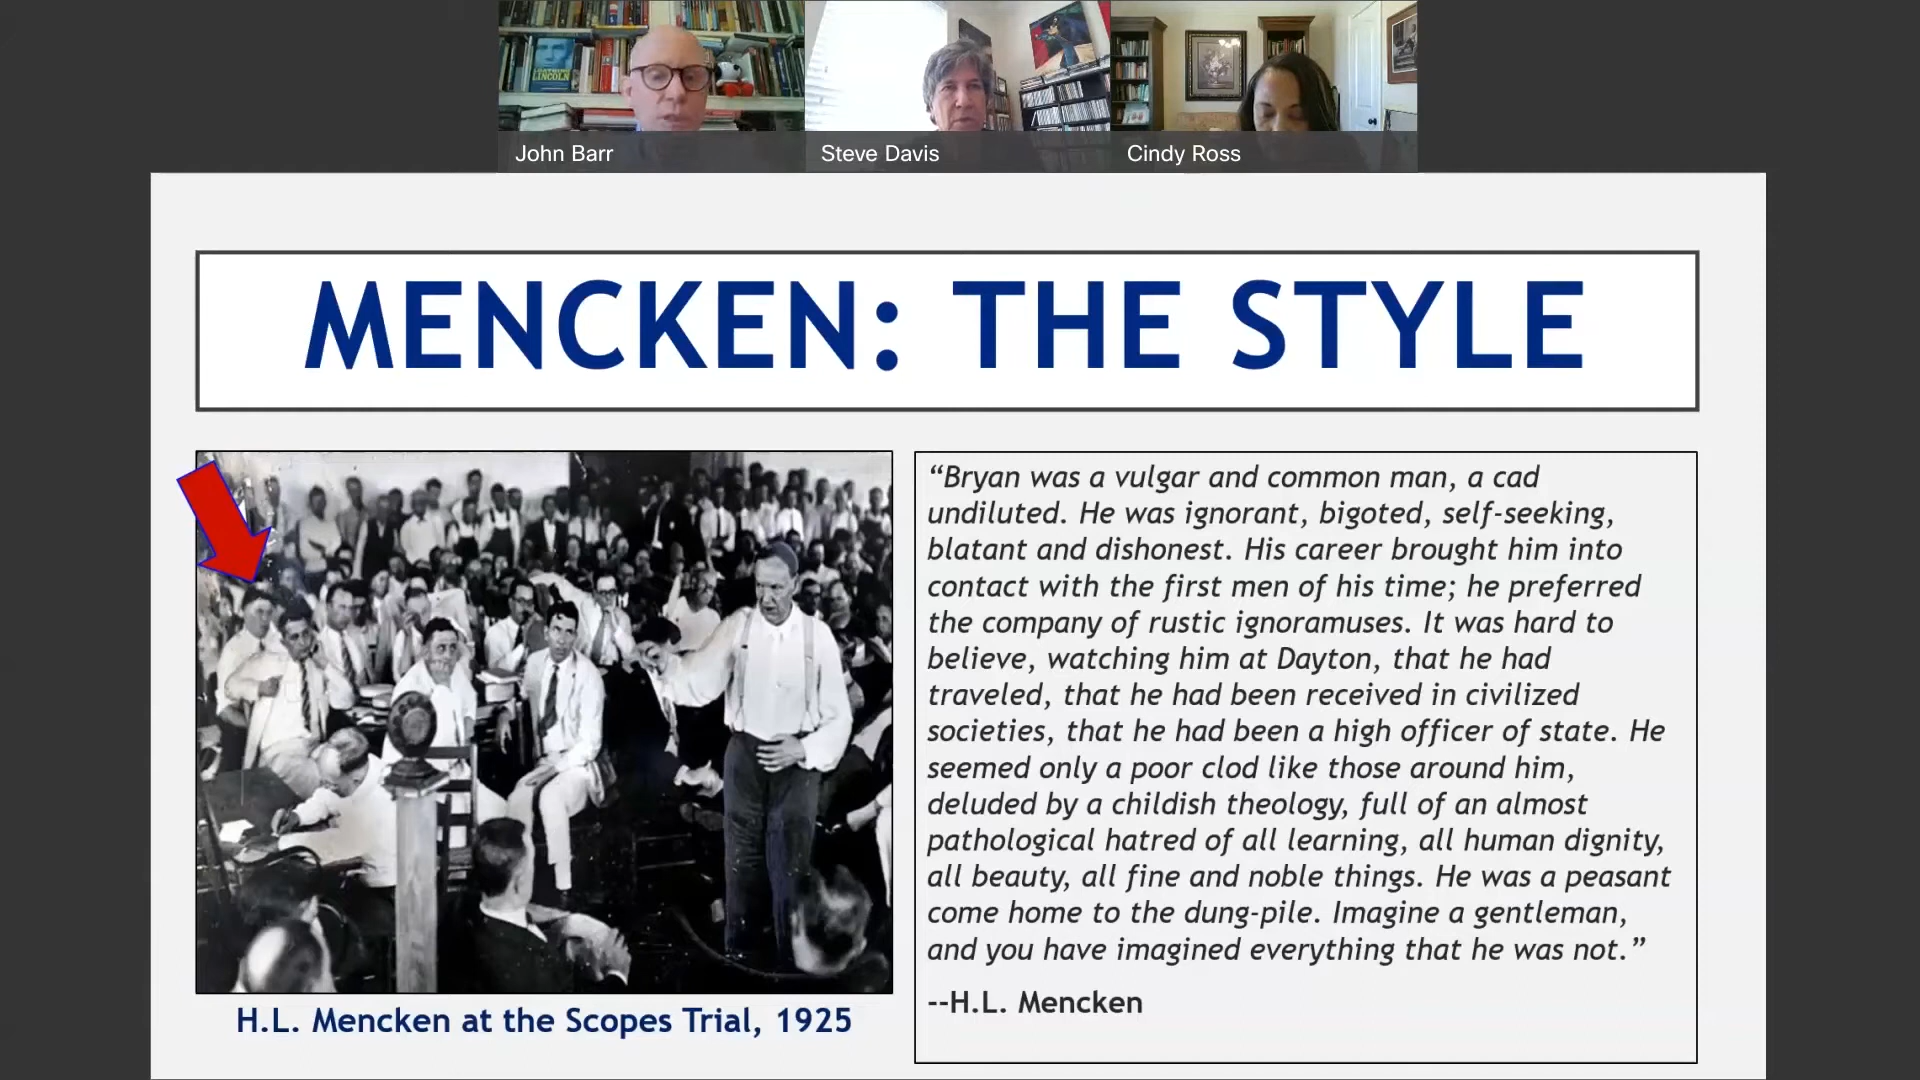 LOATHING
LINCOLN
John Barr
Steve Davis
Cindy Ross
MENCKEN: THE STYLE
H.L. Mencken at the Scopes Trial, 1925
“Bryan was a vulgar and common man, a cad
undiluted. He was ignorant, bigoted, self-seeking,
blatant and dishonest. His career brought him into
contact with the first men of his time; he preferred
the company of rustic ignoramuses. It was hard to
believe, watching him at Dayton, that he had
traveled, that he had been received in civilized
societies, that he had been a high officer of state. He
seemed only a poor clod like those around him,
deluded by a childish theology, full of an almost
pathological hatred of all learning, all human dignity,
all beauty, all fine and noble things. He was a peasant
come home to the dung-pile. Imagine a gentleman,
and you have imagined everything that he was not.”
--H.L. Mencken